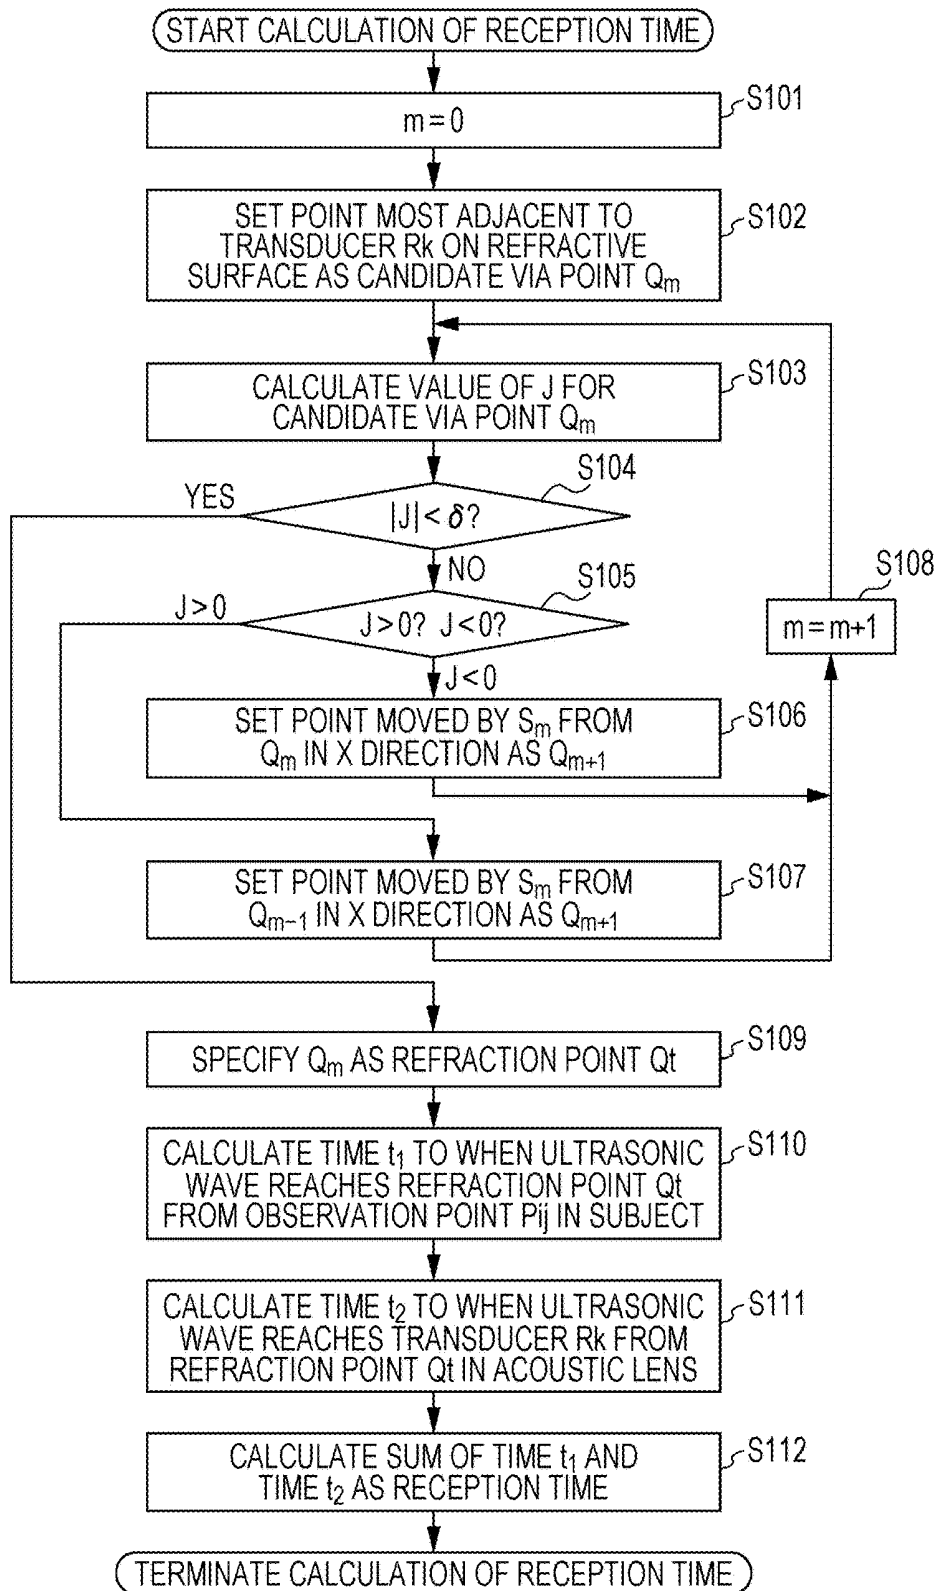 START CALCULATION OF RECEPTION TIME
S101
m=0
S102
SET POINT MOST ADJACENT TO
TRANSDUCER Rk ON REFRACTIVE
SURFACE AS CANDIDATE VIA POINT Qm
S103
CALCULATE VALUE OF J FOR
CANDIDATE VIA POINT Qm
S104
YES
|J|< δ?
NO
S105
S108
J>0
J>0? J<0?
m=m+1
J<0
S106
SET POINT MOVED BY Sm FROM
Qm IN X DIRECTION AS Qm+1
S107
SET POINT MOVED BY Sm FROM
Qm−1 IN X DIRECTION AS Qm+1
S109
SPECIFY Qm AS REFRACTION POINT Qt
S110
CALCULATE TIME t1 TO WHEN ULTRASONIC
WAVE REACHES REFRACTION POINT Qt
FROM OBSERVATION POINT Pij IN SUBJECT
S111
CALCULATE TIME t2 TO WHEN ULTRASONIC
WAVE REACHES TRANSDUCER Rk FROM
REFRACTION POINT Qt IN ACOUSTIC LENS
S112
CALCULATE SUM OF TIME t1 AND
TIME t2 AS RECEPTION TIME
TERMINATE CALCULATION OF RECEPTION TIME